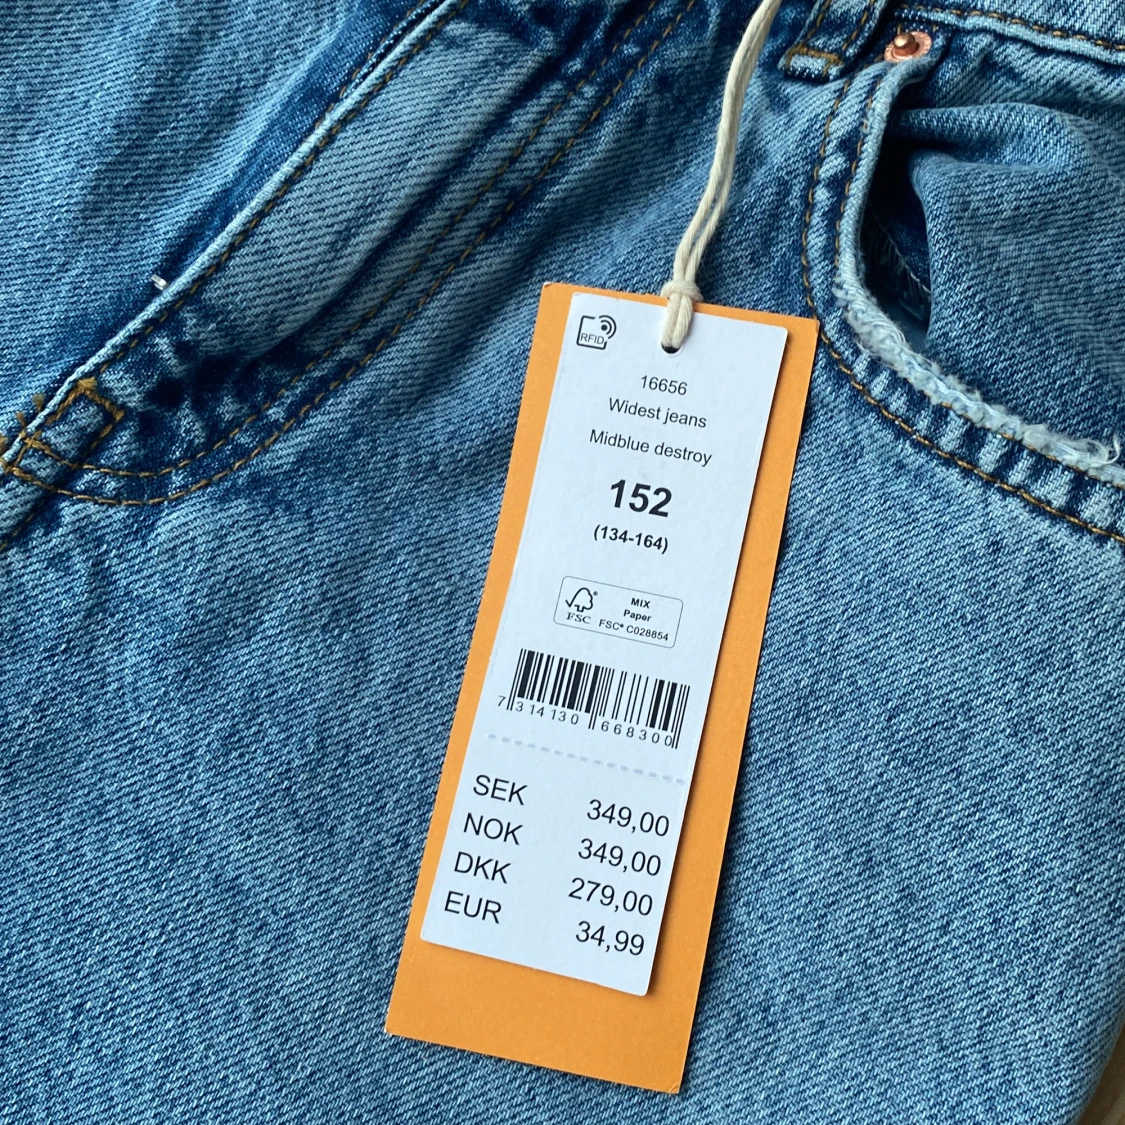 RFID
16656
Widest jeans
Midblue destroy
152
(134-164)
FSC®
MIX
Paper
FSC® C028854
7 314130 668300
SEK 349,00
NOK 349,00
DKK 279,00
EUR 34,99